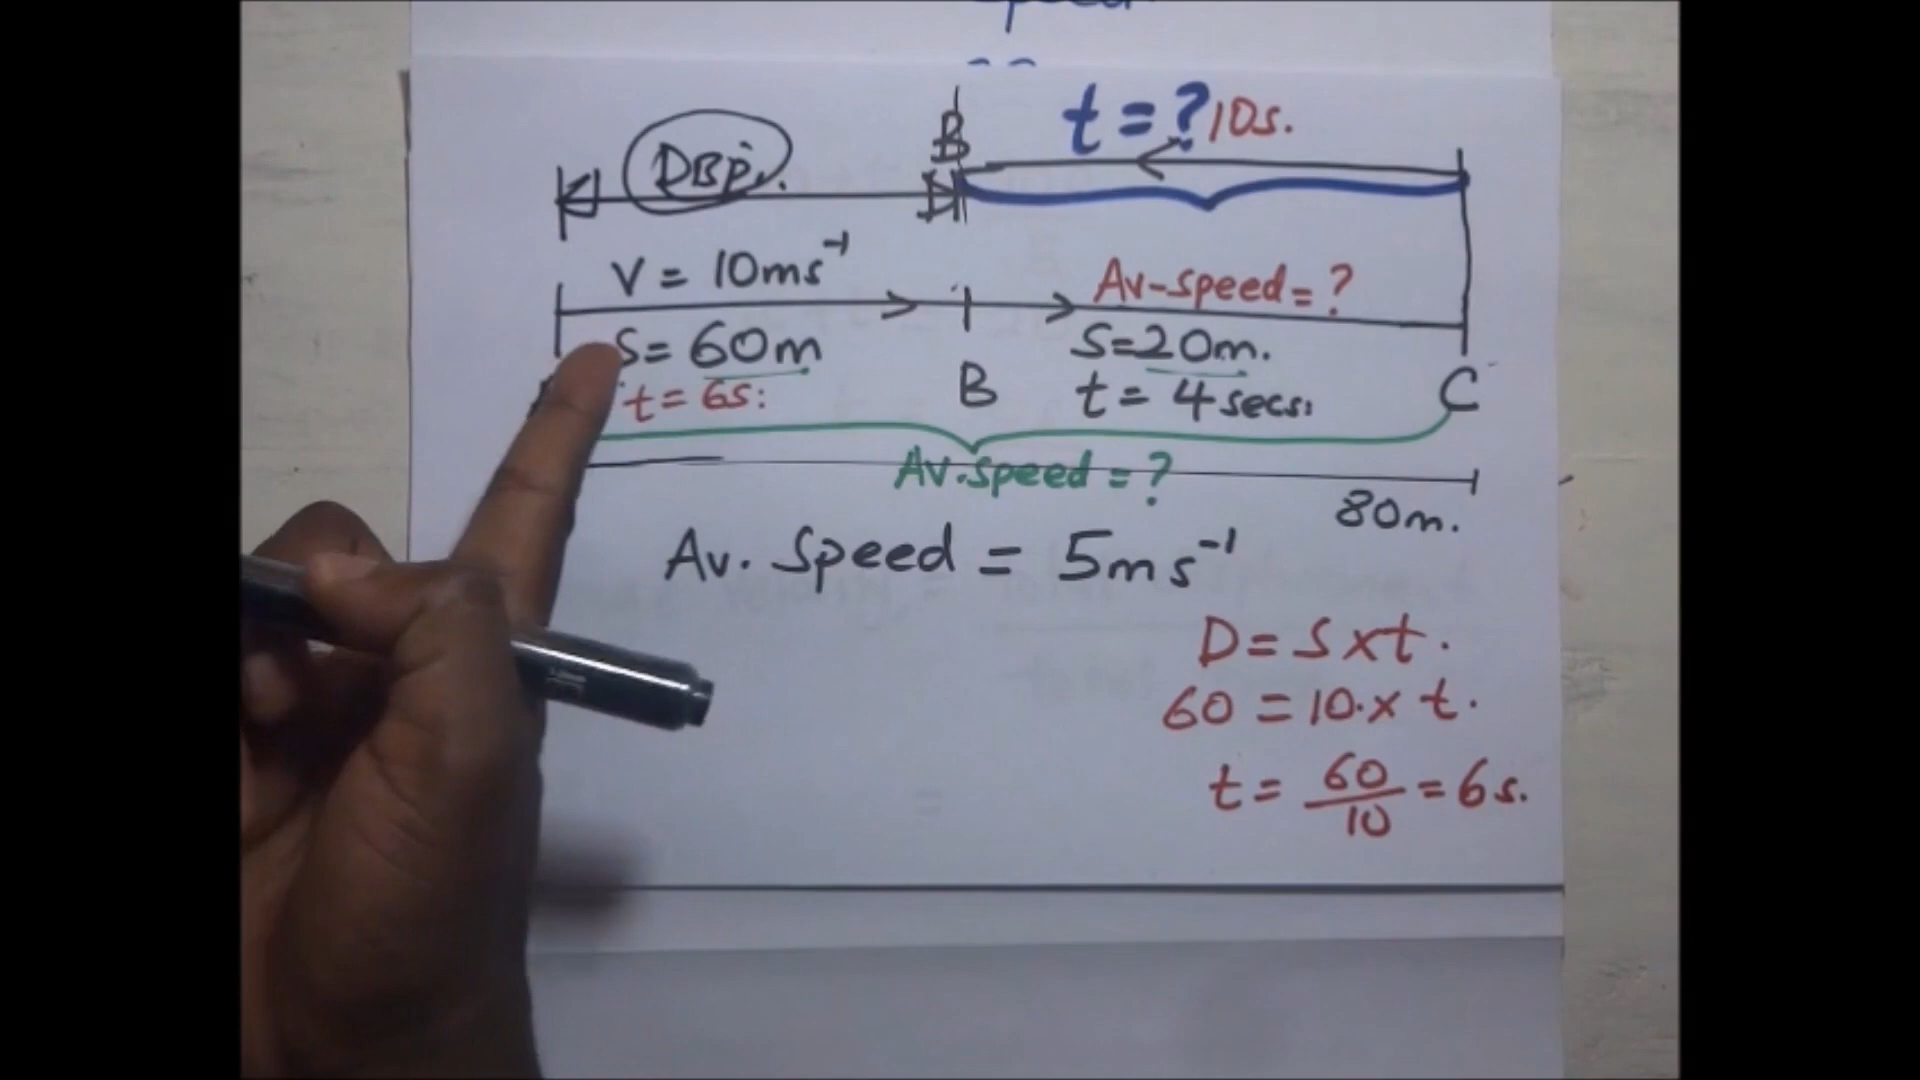 B
t = ? 10s.
DBP.
V = 10ms⁻¹
Av-speed = ?
S= 60m
S=20m.
t= 6s:
B
t = 4 secs:
C
Av.speed = ?
80m.
Av. Speed = 5ms⁻¹
D = S x t.
60 = 10.x t.
t = 60/10 = 6s.